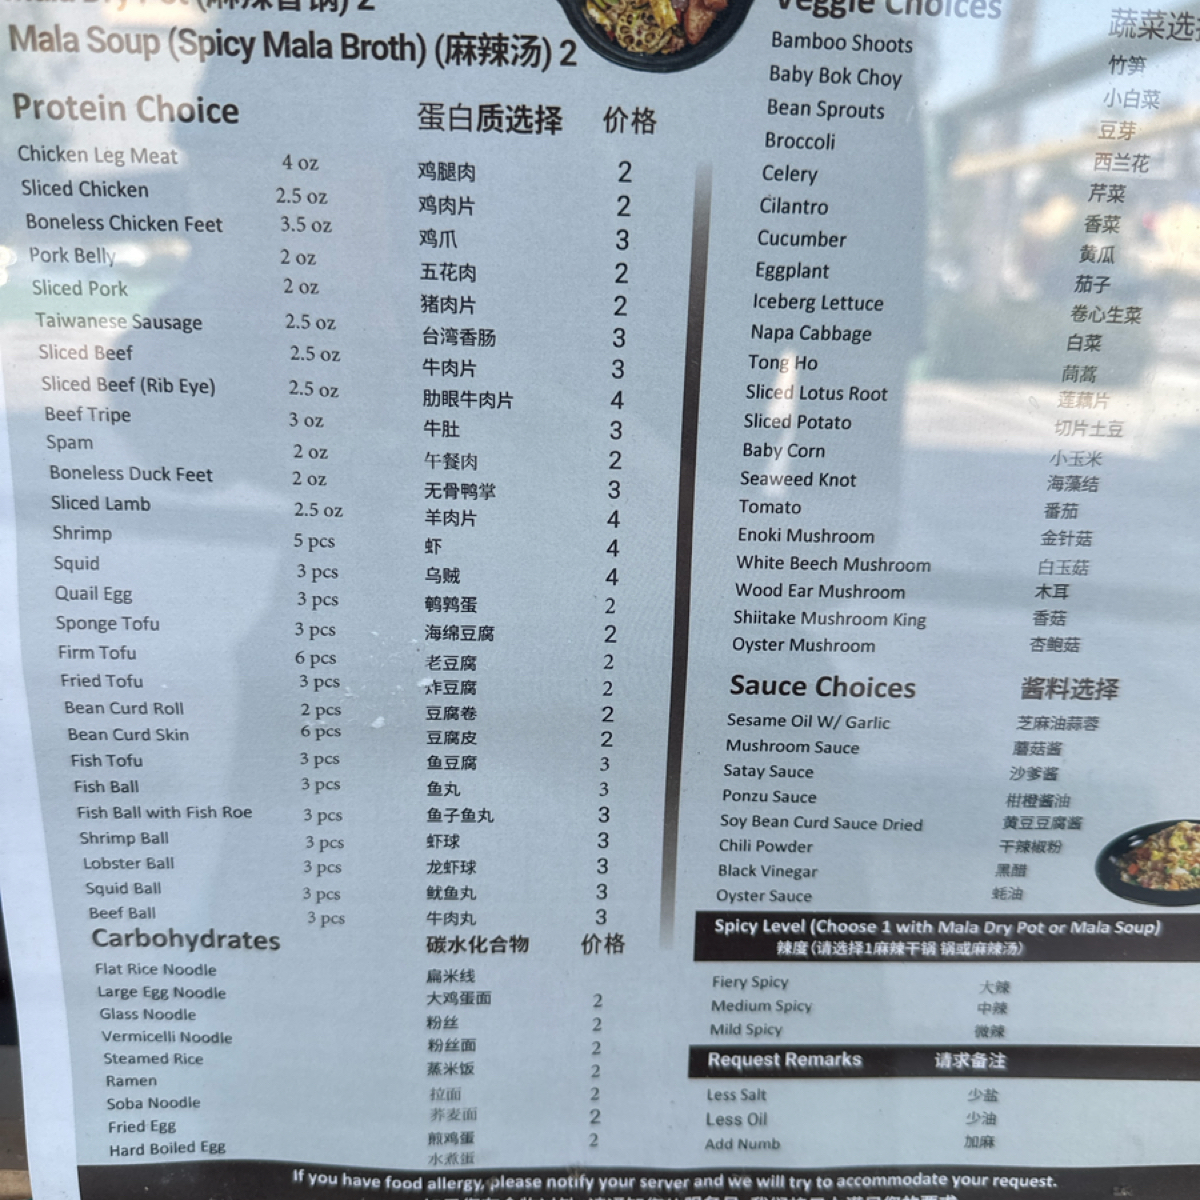 Mala Dry Pot (麻辣香锅) 2
Mala Soup (Spicy Mala Broth) (麻辣汤) 2
Protein Choice 蛋白质选择 价格
Chicken Leg Meat 4 oz 鸡腿肉 2
Sliced Chicken 2.5 oz 鸡肉片 2
Boneless Chicken Feet 3.5 oz 鸡爪 3
Pork Belly 2 oz 五花肉 2
Sliced Pork 2 oz 猪肉片 2
Taiwanese Sausage 2.5 oz 台湾香肠 3
Sliced Beef 2.5 oz 牛肉片 3
Sliced Beef (Rib Eye) 2.5 oz 肋眼牛肉片 4
Beef Tripe 3 oz 牛肚 3
Spam 2 oz 午餐肉 2
Boneless Duck Feet 2 oz 无骨鸭掌 3
Sliced Lamb 2.5 oz 羊肉片 4
Shrimp 5 pcs 虾 4
Squid 3 pcs 乌贼 4
Quail Egg 3 pcs 鹌鹑蛋 2
Sponge Tofu 3 pcs 海绵豆腐 2
Firm Tofu 6 pcs 老豆腐 2
Fried Tofu 3 pcs 炸豆腐 2
Bean Curd Roll 2 pcs 豆腐卷 2
Bean Curd Skin 6 pcs 豆腐皮 2
Fish Tofu 3 pcs 鱼豆腐 3
Fish Ball 3 pcs 鱼丸 3
Fish Ball with Fish Roe 3 pcs 鱼子鱼丸 3
Shrimp Ball 3 pcs 虾球 3
Lobster Ball 3 pcs 龙虾球 3
Squid Ball 3 pcs 鱿鱼丸 3
Beef Ball 3 pcs 牛肉丸 3
Carbohydrates 碳水化合物 价格
Flat Rice Noodle 扁米线
Large Egg Noodle 大鸡蛋面 2
Glass Noodle 粉丝 2
Vermicelli Noodle 粉丝面 2
Steamed Rice 蒸米饭 2
Ramen 拉面 2
Soba Noodle 荞麦面 2
Fried Egg 煎鸡蛋 2
Hard Boiled Egg 水煮蛋
Veggie Choices 蔬菜选
Bamboo Shoots 竹笋
Baby Bok Choy 小白菜
Bean Sprouts 豆芽
Broccoli 西兰花
Celery 芹菜
Cilantro 香菜
Cucumber 黄瓜
Eggplant 茄子
Iceberg Lettuce 卷心生菜
Napa Cabbage 白菜
Tong Ho 茼蒿
Sliced Lotus Root 莲藕片
Sliced Potato 切片土豆
Baby Corn 小玉米
Seaweed Knot 海藻结
Tomato 番茄
Enoki Mushroom 金针菇
White Beech Mushroom 白玉菇
Wood Ear Mushroom 木耳
Shiitake Mushroom King 香菇
Oyster Mushroom 杏鲍菇
Sauce Choices 酱料选择
Sesame Oil W/ Garlic 芝麻油蒜蓉
Mushroom Sauce 蘑菇酱
Satay Sauce 沙爹酱
Ponzu Sauce 柑橙酱油
Soy Bean Curd Sauce Dried 黄豆豆腐酱
Chili Powder 干辣椒粉
Black Vinegar 黑醋
Oyster Sauce 蚝油
Spicy Level (Choose 1 with Mala Dry Pot or Mala Soup)
辣度(请选择1麻辣干锅 锅或麻辣汤)
Fiery Spicy 大辣
Medium Spicy 中辣
Mild Spicy 微辣
Request Remarks 请求备注
Less Salt 少盐
Less Oil 少油
Add Numb 加麻
If you have food allergy, please notify your server and we will try to accommodate your request.